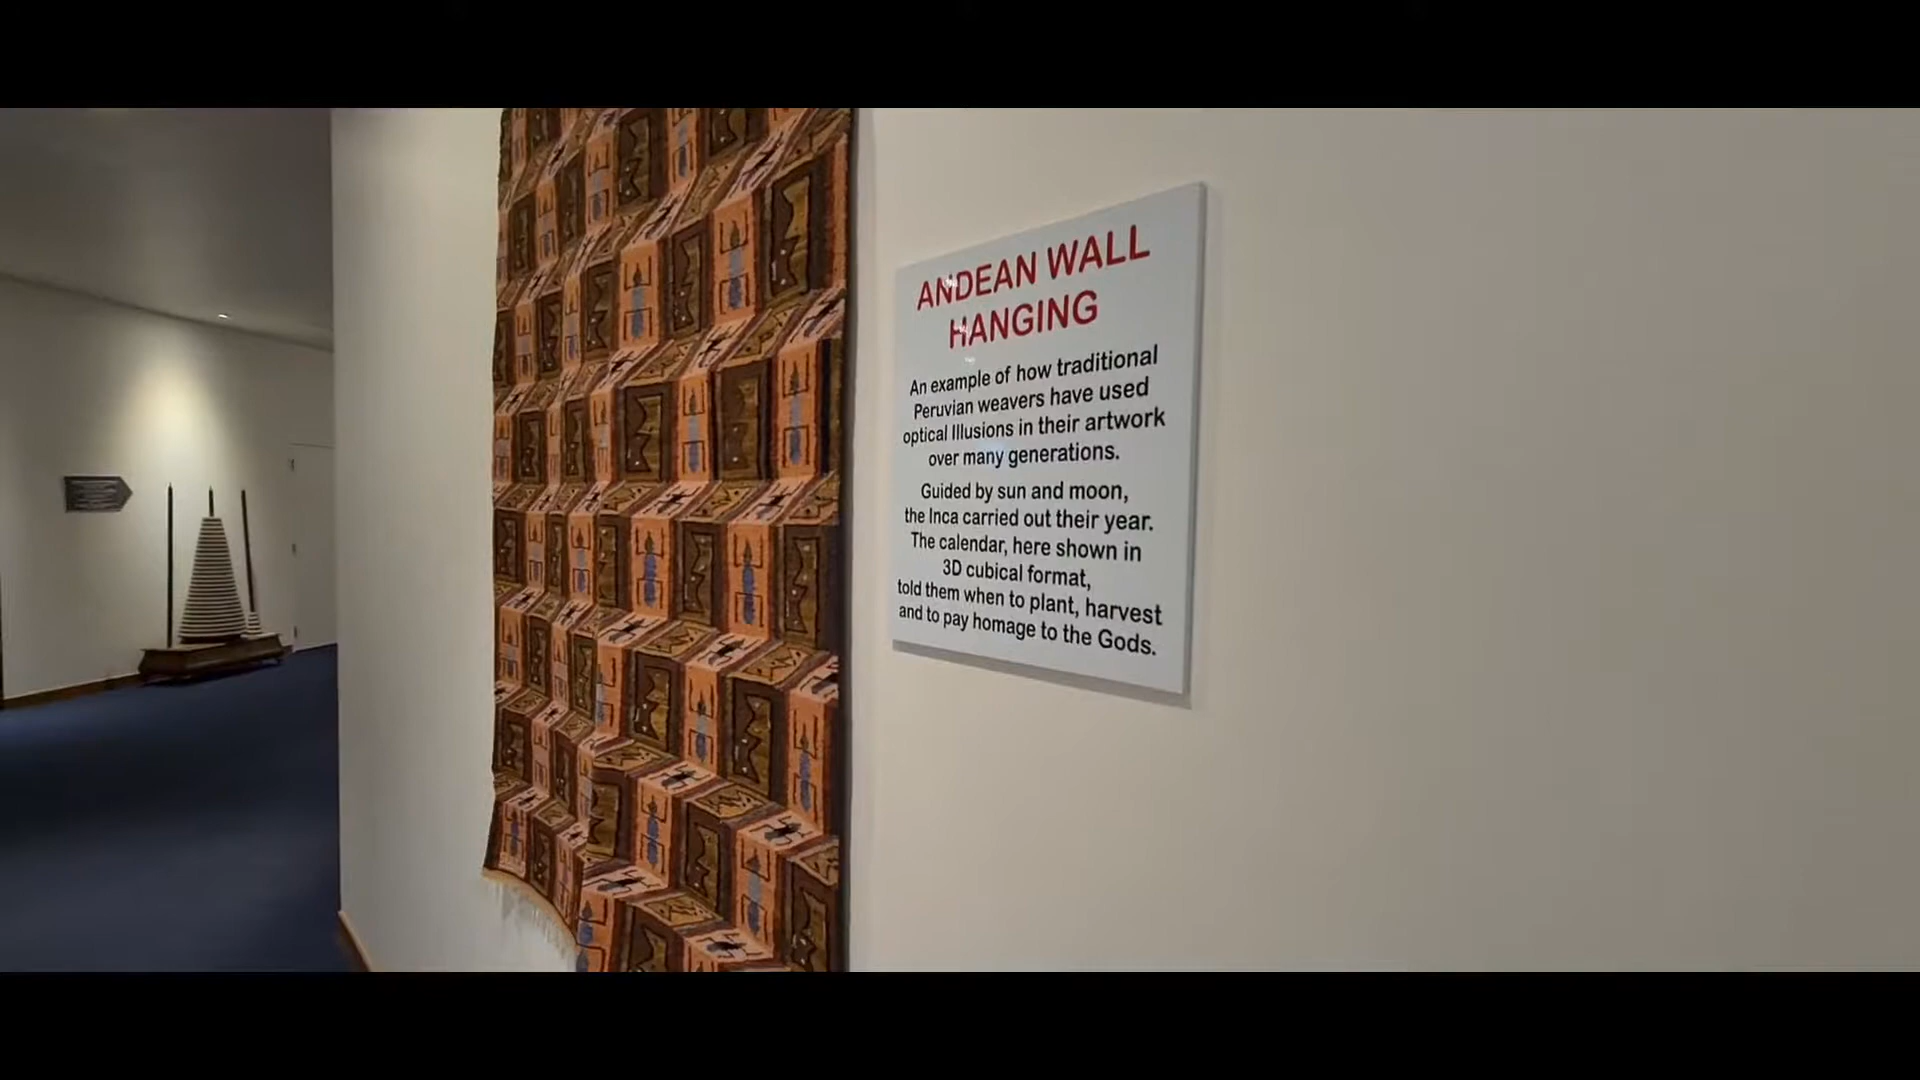 ANDEAN WALL
HANGING
An example of how traditional
Peruvian weavers have used
optical Illusions in their artwork
over many generations.
Guided by sun and moon,
the Inca carried out their year.
The calendar, here shown in
3D cubical format,
told them when to plant, harvest
and to pay homage to the Gods.